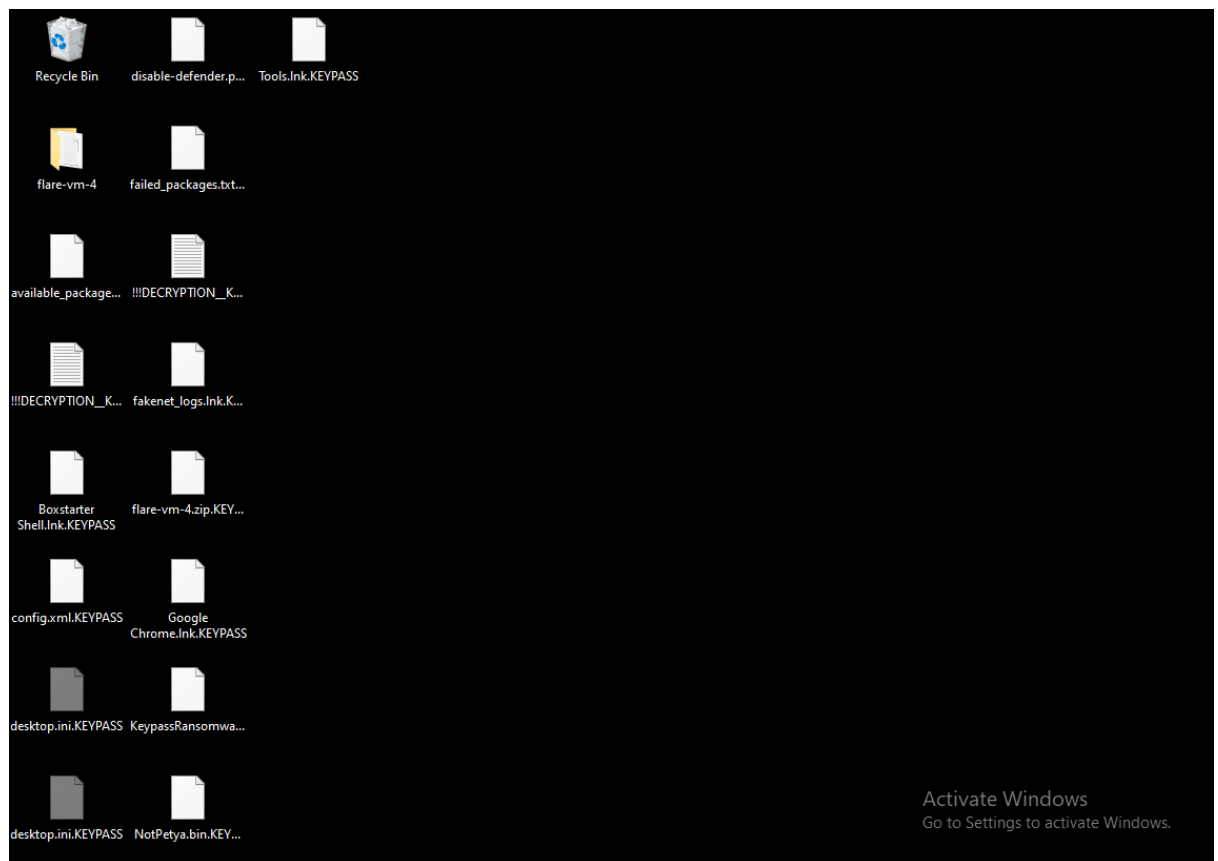 Recycle Bin
disable-defender.p...
Tools.lnk.KEYPASS
flare-vm-4
failed_packages.txt...
available_package...
!!!DECRYPTION__K...
!!!DECRYPTION__K...
fakenet_logs.lnk.K...
Boxstarter
Shell.lnk.KEYPASS
flare-vm-4.zip.KEY...
config.xml.KEYPASS
Google
Chrome.lnk.KEYPASS
desktop.ini.KEYPASS
KeypassRansomwa...
desktop.ini.KEYPASS
NotPetya.bin.KEY...
Activate Windows
Go to Settings to activate Windows.